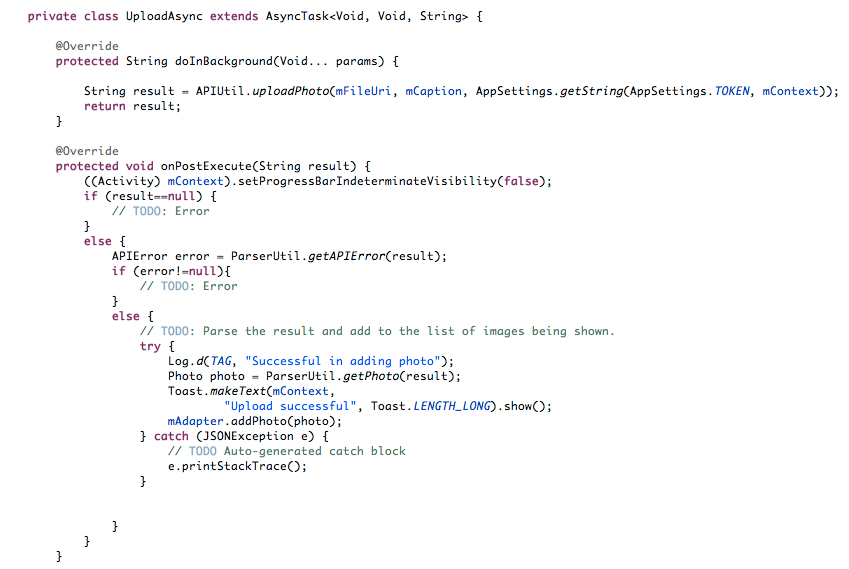 private class UploadAsync extends AsyncTask<Void, Void, String> {
@Override
protected String doInBackground(Void... params) {
String result = APIUtil.uploadPhoto(mFileUri, mCaption, AppSettings.getString(AppSettings.TOKEN, mContext));
return result;
}
@Override
protected void onPostExecute(String result) {
((Activity) mContext).setProgressBarIndeterminateVisibility(false);
if (result==null) {
// TODO: Error
}
else {
APIError error = ParserUtil.getAPIError(result);
if (error!=null){
// TODO: Error
}
else {
// TODO: Parse the result and add to the list of images being shown.
try {
Log.d(TAG, "Successful in adding photo");
Photo photo = ParserUtil.getPhoto(result);
Toast.makeText(mContext,
"Upload successful", Toast.LENGTH_LONG).show();
mAdapter.addPhoto(photo);
} catch (JSONException e) {
// TODO Auto-generated catch block
e.printStackTrace();
}
}
}
}